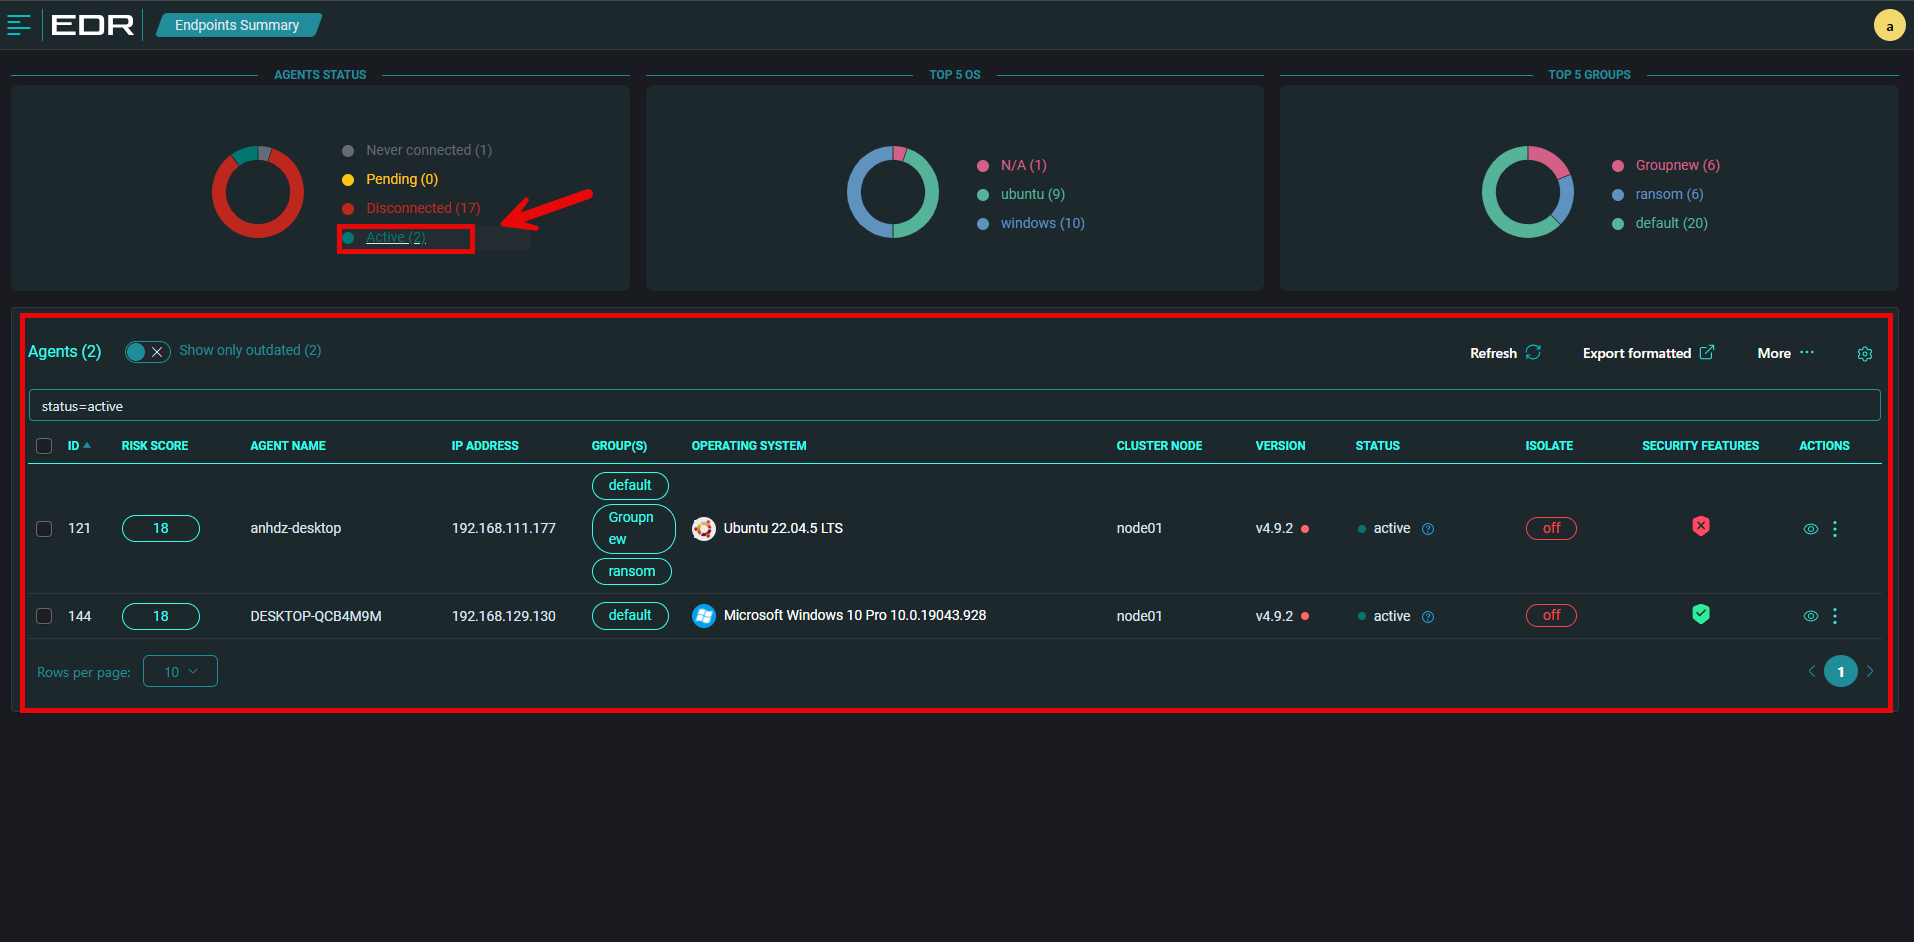 EDR
Endpoints Summary
a
AGENTS STATUS
Never connected (1)
Pending (0)
Disconnected (17)
Active (2)
TOP 5 OS
N/A (1)
ubuntu (9)
windows (10)
TOP 5 GROUPS
Groupnew (6)
ransom (6)
default (20)
Agents (2)
Show only outdated (2)
Refresh
Export formatted
More
status=active
ID RISK SCORE AGENT NAME IP ADDRESS GROUP(S) OPERATING SYSTEM CLUSTER NODE VERSION STATUS ISOLATE SECURITY FEATURES ACTIONS
default
Groupn
ew
ransom
121 18 anhdz-desktop 192.168.111.177 Ubuntu 22.04.5 LTS node01 v4.9.2 active off
144 18 DESKTOP-QCB4M9M 192.168.129.130 default Microsoft Windows 10 Pro 10.0.19043.928 node01 v4.9.2 active off
Rows per page: 10
1